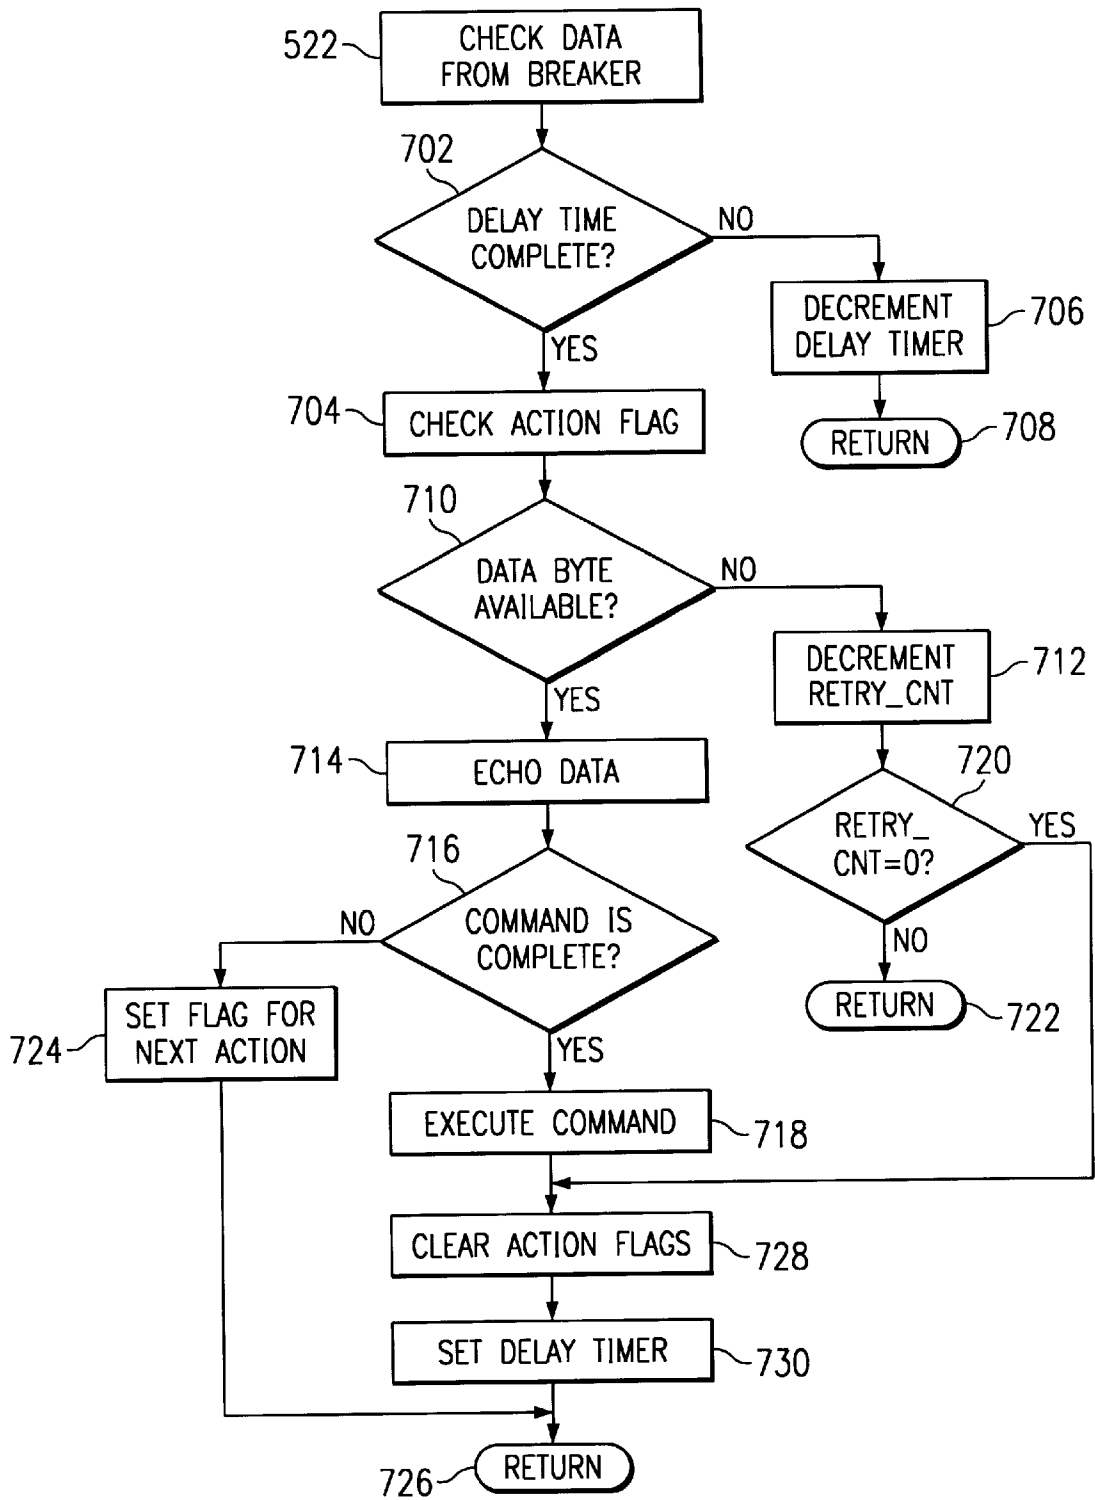 522
CHECK DATA
FROM BREAKER
702
DELAY TIME
COMPLETE?
NO
YES
DECREMENT
DELAY TIMER
706
RETURN
708
704
CHECK ACTION FLAG
710
DATA BYTE
AVAILABLE?
NO
YES
DECREMENT
RETRY_CNT
712
714
ECHO DATA
720
RETRY_
CNT=0?
YES
NO
RETURN
722
716
COMMAND IS
COMPLETE?
NO
YES
724
SET FLAG FOR
NEXT ACTION
EXECUTE COMMAND
718
CLEAR ACTION FLAGS
728
SET DELAY TIMER
730
726
RETURN